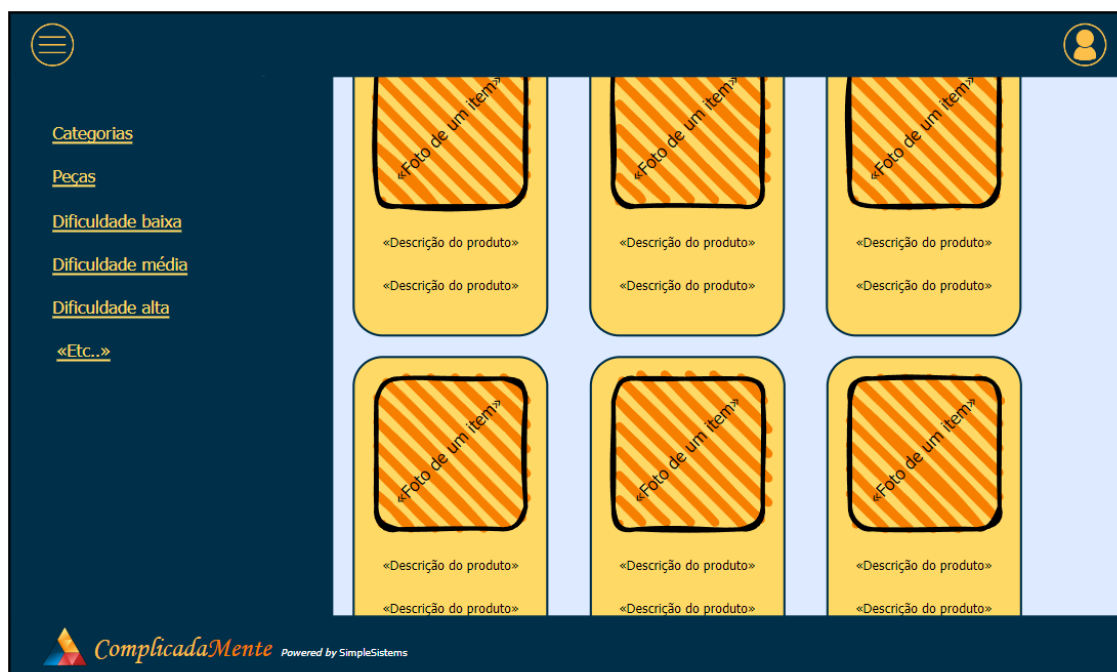 Categorias
Peças
Dificuldade baixa
Dificuldade média
Dificuldade alta
«Etc..»
«Foto de um item» «Foto de um item» «Foto de um item»
«Descrição do produto» «Descrição do produto» «Descrição do produto»
«Descrição do produto» «Descrição do produto» «Descrição do produto»
«Foto de um item» «Foto de um item» «Foto de um item»
«Descrição do produto» «Descrição do produto» «Descrição do produto»
«Descrição do produto» «Descrição do produto» «Descrição do produto»
ComplicadaMente Powered by SimpleSistems